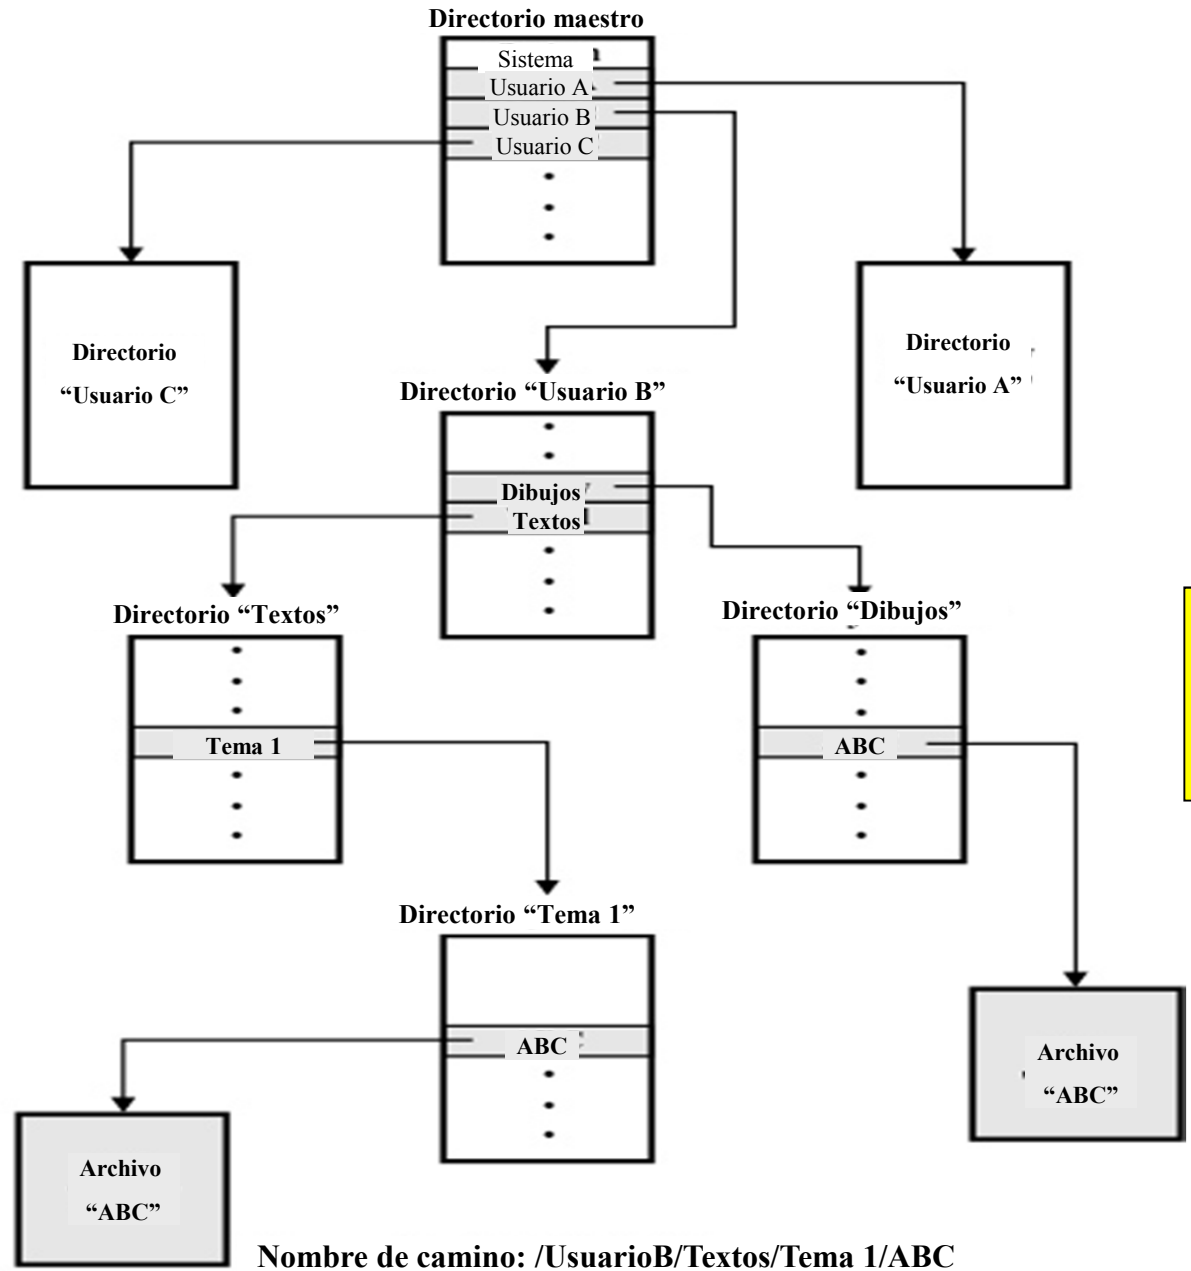 Directorio maestro
Sistema
Usuario A
Usuario B
Usuario C
Directorio
“Usuario C”
Directorio
“Usuario A”
Directorio “Usuario B”
Dibujos
Textos
Directorio “Textos”
Directorio “Dibujos”
Tema 1
ABC
Directorio “Tema 1”
ABC
Archivo
“ABC”
Archivo
“ABC”
Nombre de camino: /UsuarioB/Textos/Tema 1/ABC